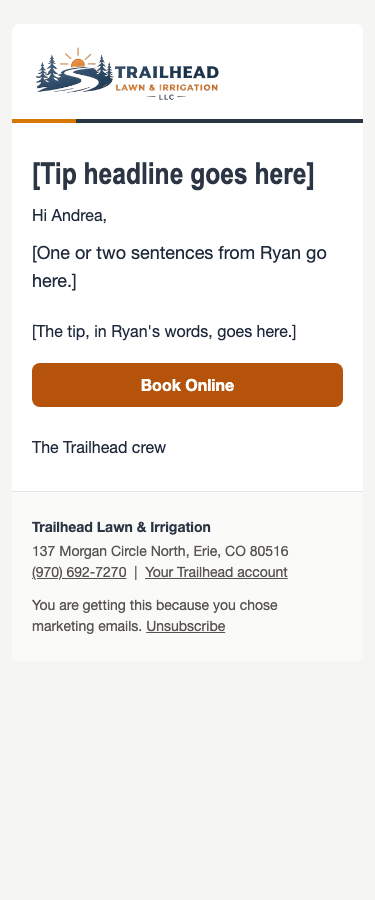 TRAILHEAD
LAWN & IRRIGATION
LLC
[Tip headline goes here]
Hi Andrea,
[One or two sentences from Ryan go
here.]
[The tip, in Ryan's words, goes here.]
Book Online
The Trailhead crew
Trailhead Lawn & Irrigation
137 Morgan Circle North, Erie, CO 80516
(970) 692-7270 | Your Trailhead account
You are getting this because you chose
marketing emails. Unsubscribe